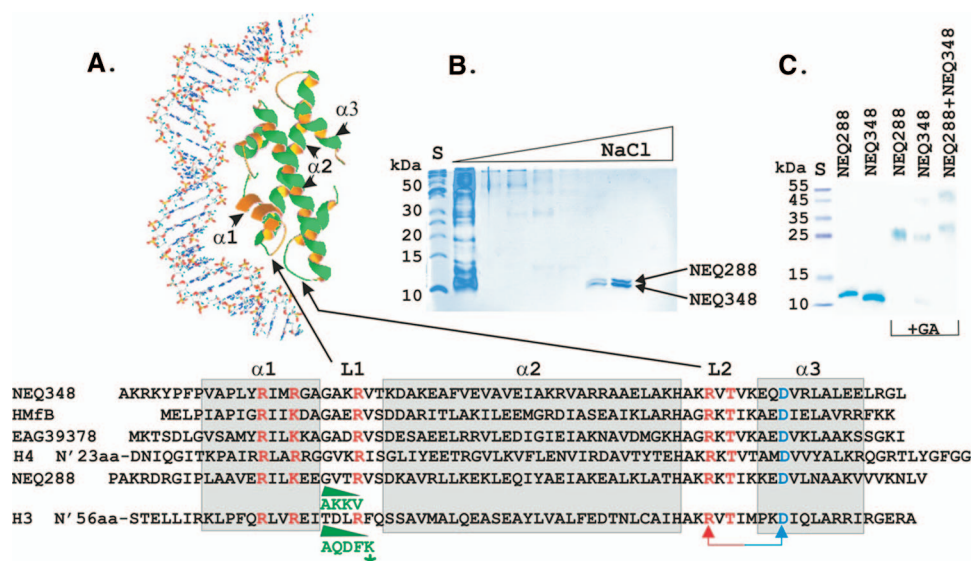 A.
α3
α2
α1
B.
kDa S NaCl
50
30
20
15
10
NEQ288
NEQ348
C.
NEQ288
NEQ348
NEQ288
NEQ348
NEQ288+NEQ348
kDa S
55
45
35
25
15
10
+GA
α1 L1 α2 L2 α3
NEQ348 AKRKYPFPVAPLYRIMRGAGAKRVTKDAKEAFVEVAVEIAKRVARRAAELAKHAKRVTVKEQDVRLALEELRGL
HMfB MELPIAPIGRIIKDAGAERVSDDARITLAKILEEMGRDIASEAIKLARHAGRKTIKAEDIELAVRRFKK
EAG39378 MKTSDLGVSAMYRILKKAGADRVSDESAEELRRVLEDIGIEIAKNAVDMGKHAGRKTVKAEDVKLAAKSSGKI
H4 N'23aa-DNIQGITKPAIRRLARRGGVKRISGLIYEETRGVLKVFLENVIRDAVTYTEHAKRKTVTAMDVVYALKRQGRTLYGFGG
NEQ288 PAKRDRGIPLAAVERILKEEGVTRVSDKAVRLLKEKLEQIYAEIAKEALKLATHAKRKTIKKEDVLNAAKVVVKNLV
AKKV
H3 N'56aa-STELLIRKLPFQRLVREITDLRFQSSAVMALQEASEAYLVALFEDTNLCAIHAKRVTIMPKDIQLARRIRGERA
AQDFK